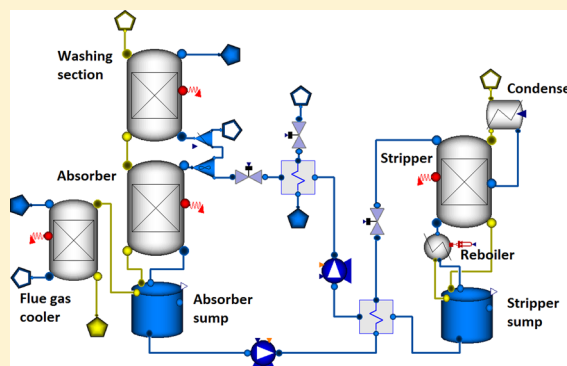 Washing
section
Condense
Absorber
Stripper
Reboiler
Flue gas
cooler
Absorber
sump
Stripper
sump